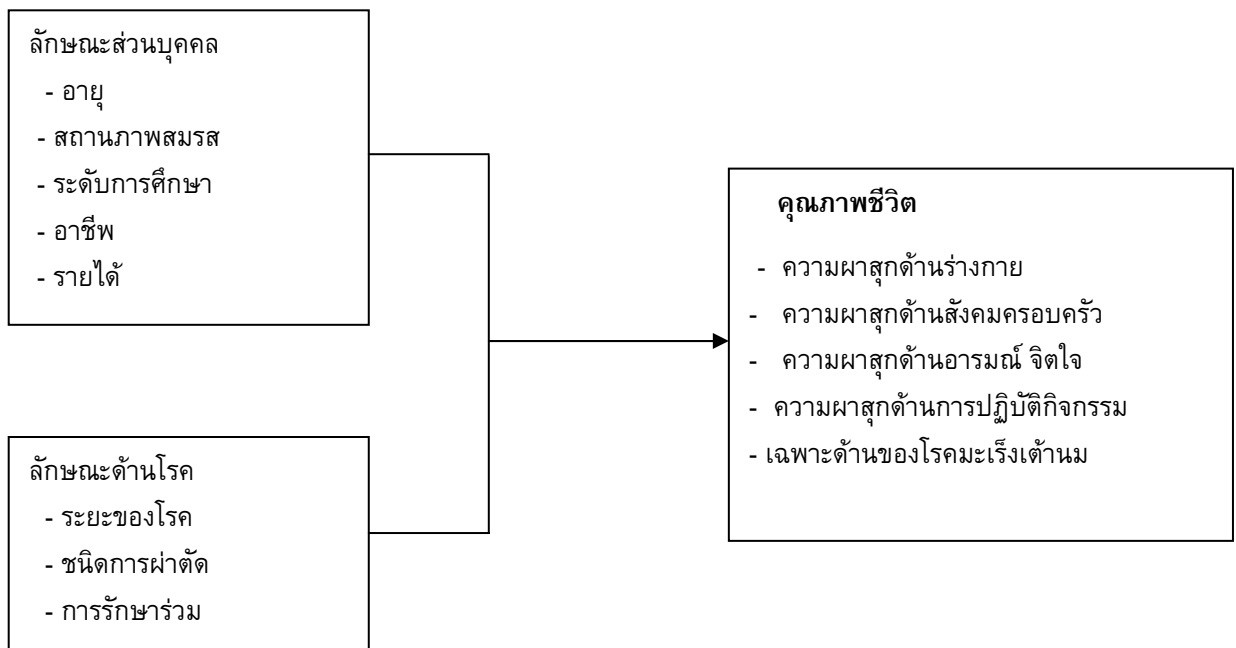 ลักษณะส่วนบุคคล
- อายุ
- สถานภาพสมรส
- ระดับการศึกษา
- อาชีพ
- รายได้
ลักษณะด้านโรค
- ระยะของโรค
- ชนิดการผ่าตัด
- การรักษาร่วม
คุณภาพชีวิต
- ความผาสุกด้านร่างกาย
- ความผาสุกด้านสังคมครอบครัว
- ความผาสุกด้านอารมณ์ จิตใจ
- ความผาสุกด้านการปฏิบัติกิจกรรม
- เฉพาะด้านของโรคมะเร็งเต้านม